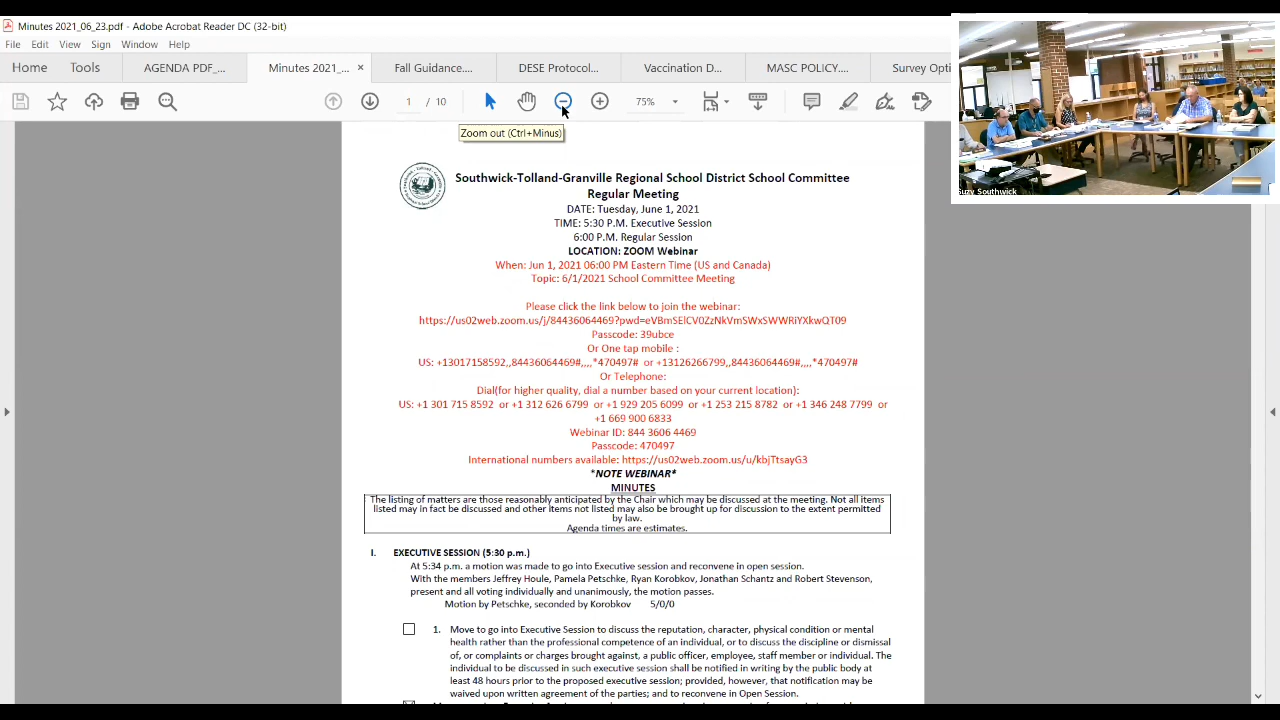 Minutes 2021_06_23.pdf - Adobe Acrobat Reader DC (32-bit)
File Edit View Sign Window Help
Home Tools AGENDA PDF_... Minutes 2021_... × Fall Guidance.... DESE Protocol... Vaccination D... MASC POLICY.... Survey Opti
1 / 10 75%
Zoom out (Ctrl+Minus)
Suzy Southwick
Southwick-Tolland-Granville Regional School District School Committee
Regular Meeting
DATE: Tuesday, June 1, 2021
TIME: 5:30 P.M. Executive Session
6:00 P.M. Regular Session
LOCATION: ZOOM Webinar
When: Jun 1, 2021 06:00 PM Eastern Time (US and Canada)
Topic: 6/1/2021 School Committee Meeting
Please click the link below to join the webinar:
https://us02web.zoom.us/j/84436064469?pwd=eVBmSElCV0ZzNkVmSWxSWWRiYXkwQT09
Passcode: 39ubce
Or One tap mobile :
US: +13017158592,,84436064469#,,,,*470497# or +13126266799,,84436064469#,,,,*470497#
Or Telephone:
Dial(for higher quality, dial a number based on your current location):
US: +1 301 715 8592 or +1 312 626 6799 or +1 929 205 6099 or +1 253 215 8782 or +1 346 248 7799 or
+1 669 900 6833
Webinar ID: 844 3606 4469
Passcode: 470497
International numbers available: https://us02web.zoom.us/u/kbjTtsayG3
*NOTE WEBINAR*
MINUTES
The listing of matters are those reasonably anticipated by the Chair which may be discussed at the meeting. Not all items
listed may in fact be discussed and other items not listed may also be brought up for discussion to the extent permitted
by law.
Agenda times are estimates.
I. EXECUTIVE SESSION (5:30 p.m.)
At 5:34 p.m. a motion was made to go into Executive session and reconvene in open session.
With the members Jeffrey Houle, Pamela Petschke, Ryan Korobkov, Jonathan Schantz and Robert Stevenson,
present and all voting individually and unanimously, the motion passes.
Motion by Petschke, seconded by Korobkov 5/0/0
1. Move to go into Executive Session to discuss the reputation, character, physical condition or mental
health rather than the professional competence of an individual, or to discuss the discipline or dismissal
of, or complaints or charges brought against, a public officer, employee, staff member or individual. The
individual to be discussed in such executive session shall be notified in writing by the public body at
least 48 hours prior to the proposed executive session; provided, however, that notification may be
waived upon written agreement of the parties; and to reconvene in Open Session.